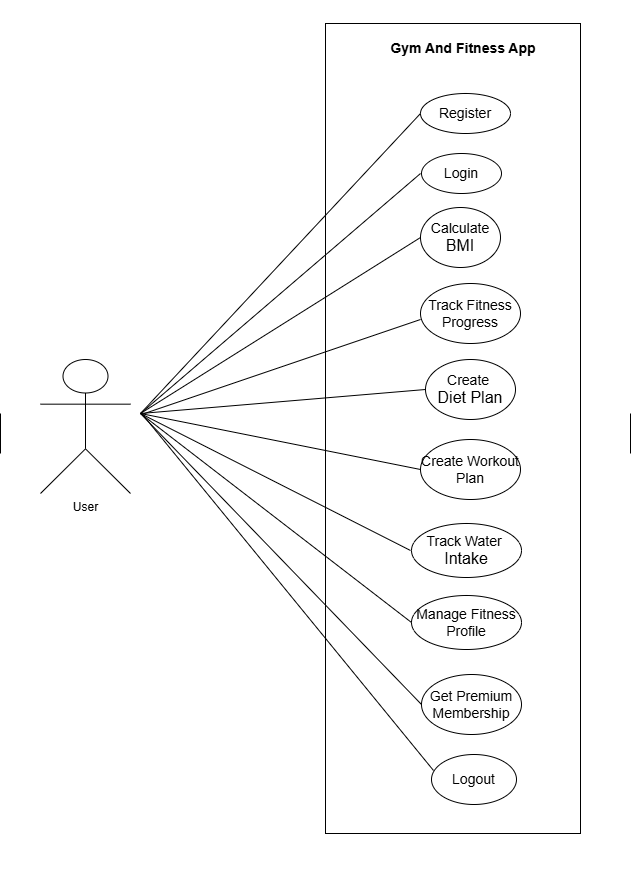 Gym And Fitness App
Register
Login
Calculate
BMI
Track Fitness
Progress
Create
Diet Plan
Create Workout
Plan
Track Water
Intake
Manage Fitness
Profile
Get Premium
Membership
Logout
User